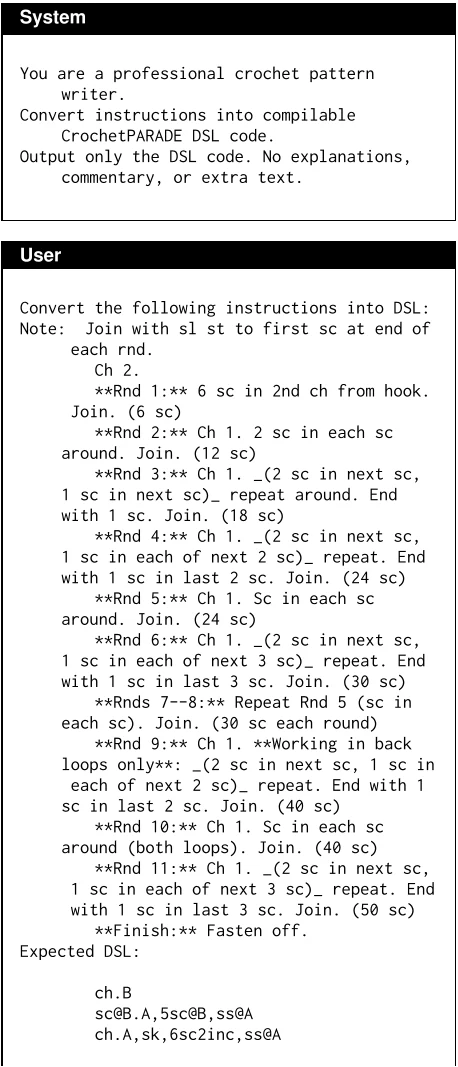 System
You are a professional crochet pattern
writer.
Convert instructions into compilable
CrochetPARADE DSL code.
Output only the DSL code. No explanations,
commentary, or extra text.
User
Convert the following instructions into DSL:
Note:  Join with sl st to first sc at end of
each rnd.
Ch 2.
**Rnd 1:** 6 sc in 2nd ch from hook.
Join. (6 sc)
**Rnd 2:** Ch 1. 2 sc in each sc
around. Join. (12 sc)
**Rnd 3:** Ch 1. _(2 sc in next sc,
1 sc in next sc)_ repeat around. End
with 1 sc. Join. (18 sc)
**Rnd 4:** Ch 1. _(2 sc in next sc,
1 sc in each of next 2 sc)_ repeat. End
with 1 sc in last 2 sc. Join. (24 sc)
**Rnd 5:** Ch 1. Sc in each sc
around. Join. (24 sc)
**Rnd 6:** Ch 1. _(2 sc in next sc,
1 sc in each of next 3 sc)_ repeat. End
with 1 sc in last 3 sc. Join. (30 sc)
**Rnds 7--8:** Repeat Rnd 5 (sc in
each sc). Join. (30 sc each round)
**Rnd 9:** Ch 1. **Working in back
loops only**: _(2 sc in next sc, 1 sc in
each of next 2 sc)_ repeat. End with 1
sc in last 2 sc. Join. (40 sc)
**Rnd 10:** Ch 1. Sc in each sc
around (both loops). Join. (40 sc)
**Rnd 11:** Ch 1. _(2 sc in next sc,
1 sc in each of next 3 sc)_ repeat. End
with 1 sc in last 3 sc. Join. (50 sc)
**Finish:** Fasten off.
Expected DSL:
ch.B
sc@B.A,5sc@B,ss@A
ch.A,sk,6sc2inc,ss@A